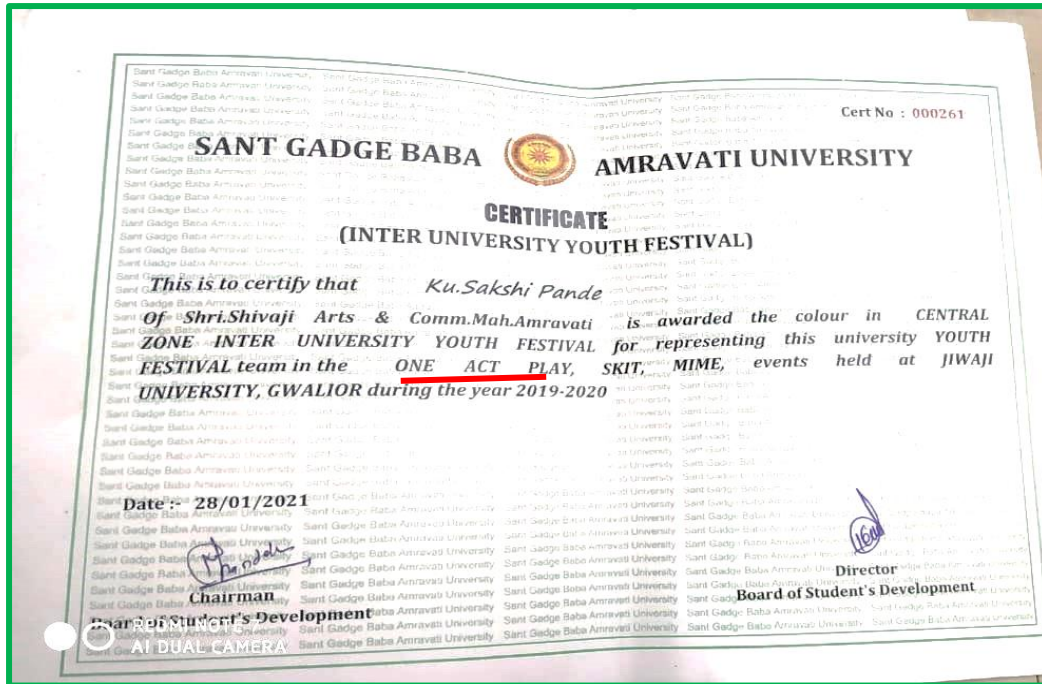 Cert No : 000261
SANT GADGE BABA AMRAVATI UNIVERSITY
CERTIFICATE
(INTER UNIVERSITY YOUTH FESTIVAL)
This is to certify that Ku.Sakshi Pande
Of Shri.Shivaji Arts & Comm.Mah.Amravati is awarded the colour in CENTRAL
ZONE INTER UNIVERSITY YOUTH FESTIVAL for representing this university YOUTH
FESTIVAL team in the ONE ACT PLAY, SKIT, MIME, events held at JIWAJI
UNIVERSITY, GWALIOR during the year 2019-2020
Date :- 28/01/2021
Chairman
Board of Student's Development
Director
Board of Student's Development
REDMI NOTE 7
AI DUAL CAMERA